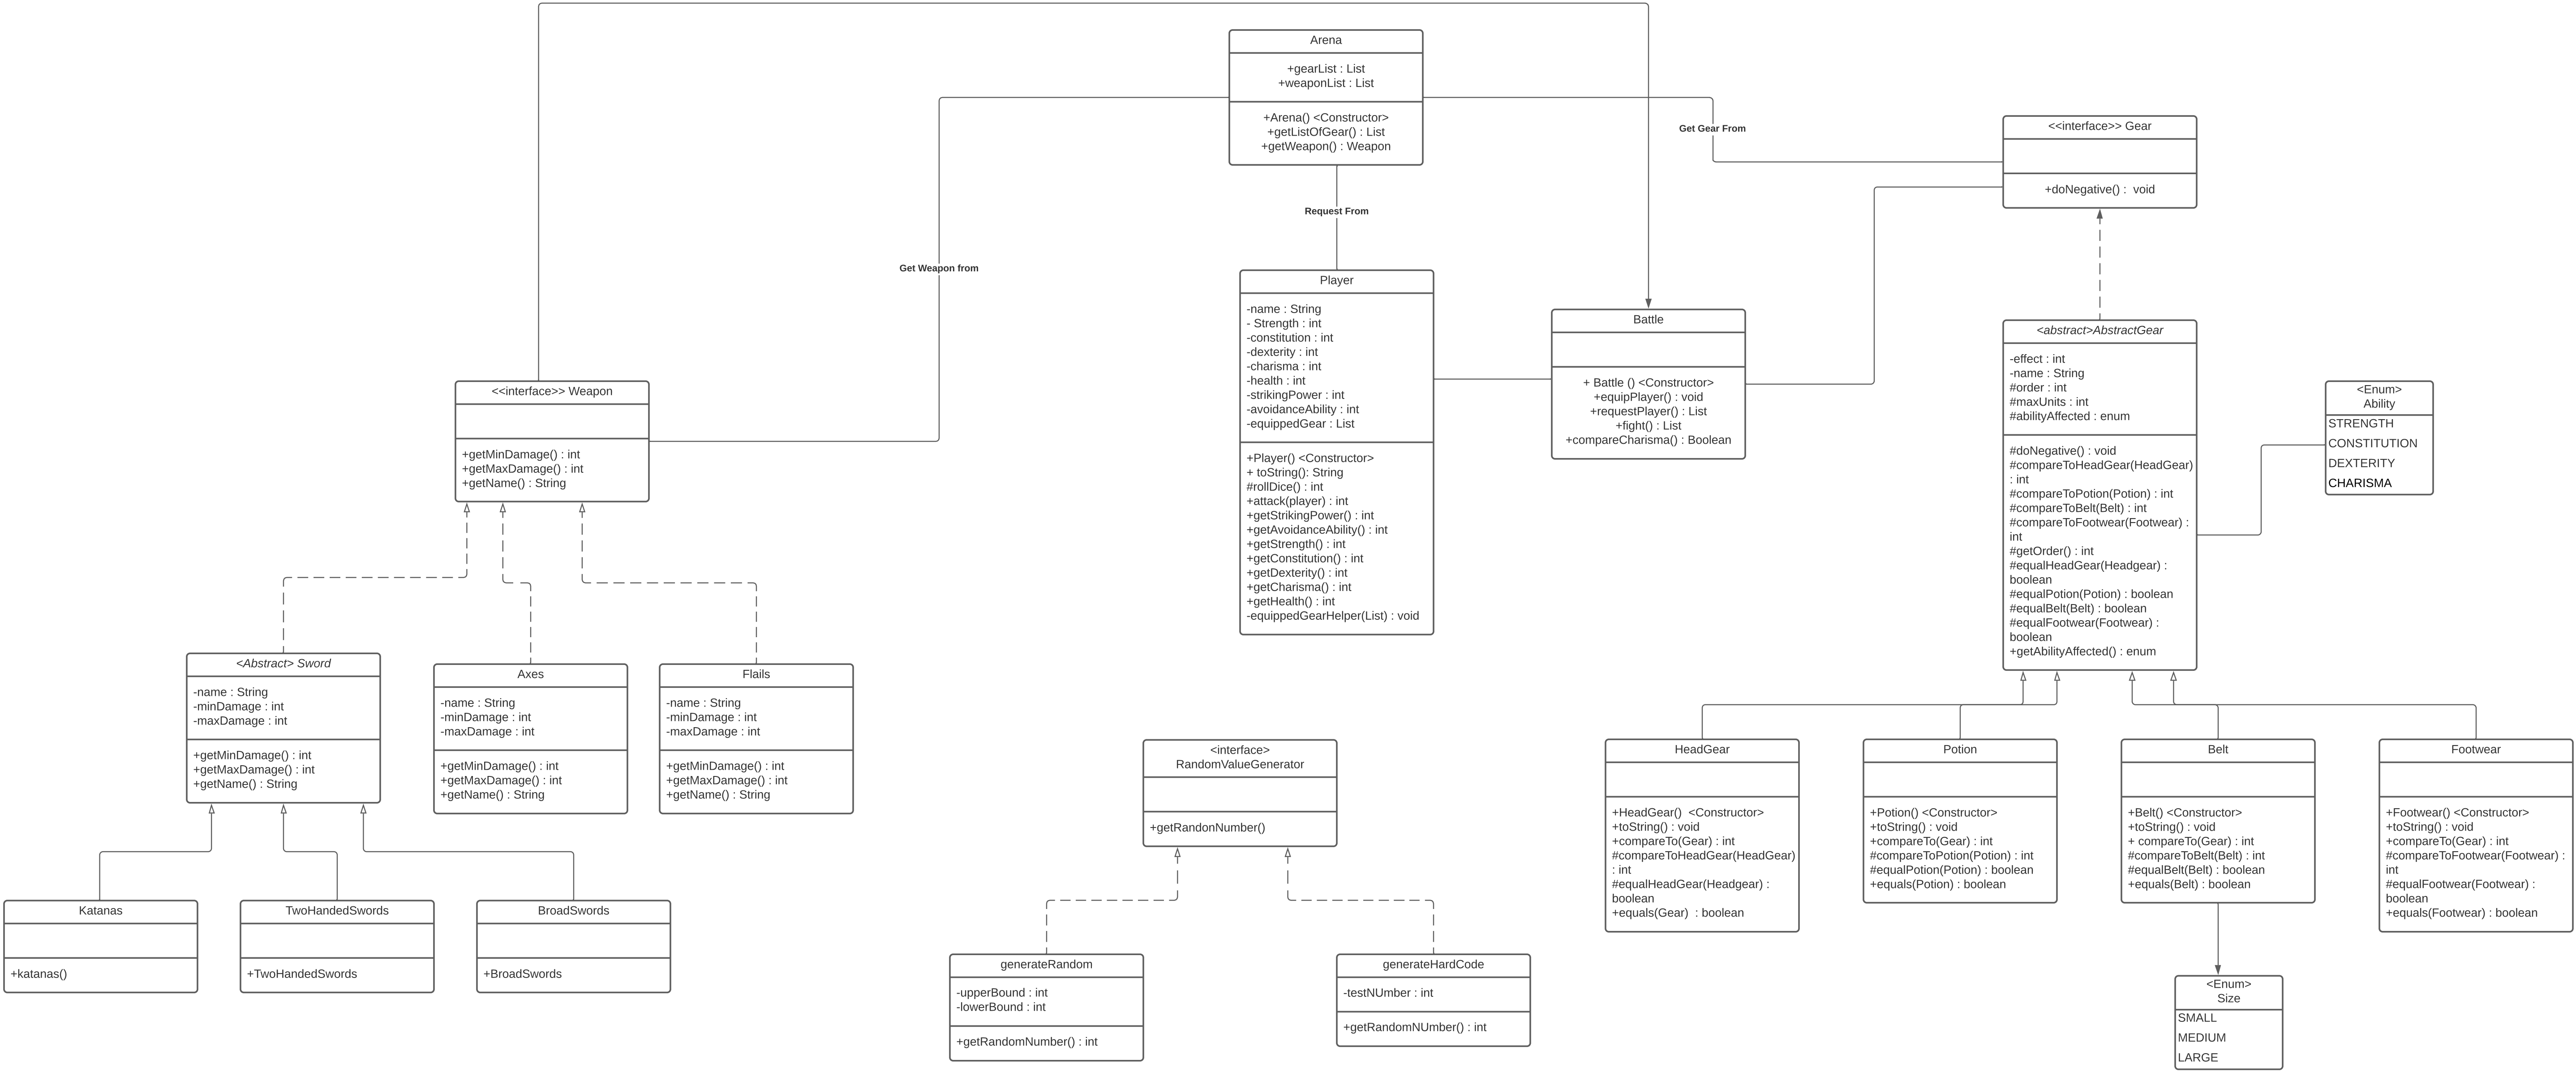 Arena
+gearList : List
+weaponList : List
+Arena() <Constructor>
+getListOfGear() : List
+getWeapon() : Weapon
Get Gear From
<<interface>> Gear
+doNegative() :  void
Request From
Get Weapon from
Player
-name : String
- Strength : int
-constitution : int
-dexterity : int
-charisma : int
-health : int
-strikingPower : int
-avoidanceAbility : int
-equippedGear : List
+Player() <Constructor>
+ toString(): String
#rollDice() : int
+attack(player) : int
+getStrikingPower() : int
+getAvoidanceAbility() : int
+getStrength() : int
+getConstitution() : int
+getDexterity() : int
+getCharisma() : int
+getHealth() : int
-equippedGearHelper(List) : void
Battle
+ Battle () <Constructor>
+equipPlayer() : void
+requestPlayer() : List
+fight() : List
+compareCharisma() : Boolean
<abstract>AbstractGear
-effect : int
-name : String
#order : int
#maxUnits : int
#abilityAffected : enum
#doNegative() : void
#compareToHeadGear(HeadGear)
: int
#compareToPotion(Potion) : int
#compareToBelt(Belt) : int
#compareToFootwear(Footwear) :
int
#getOrder() : int
#equalHeadGear(Headgear) :
boolean
#equalPotion(Potion) : boolean
#equalBelt(Belt) : boolean
#equalFootwear(Footwear) :
boolean
+getAbilityAffected() : enum
<Enum>
Ability
STRENGTH
CONSTITUTION
DEXTERITY
CHARISMA
<<interface>> Weapon
+getMinDamage() : int
+getMaxDamage() : int
+getName() : String
<Abstract> Sword
-name : String
-minDamage : int
-maxDamage : int
+getMinDamage() : int
+getMaxDamage() : int
+getName() : String
Axes
-name : String
-minDamage : int
-maxDamage : int
+getMinDamage() : int
+getMaxDamage() : int
+getName() : String
Flails
-name : String
-minDamage : int
-maxDamage : int
+getMinDamage() : int
+getMaxDamage() : int
+getName() : String
<interface>
RandomValueGenerator
+getRandonNumber()
HeadGear
+HeadGear()  <Constructor>
+toString() : void
+compareTo(Gear) : int
#compareToHeadGear(HeadGear)
: int
#equalHeadGear(Headgear) :
boolean
+equals(Gear)  : boolean
Potion
+Potion() <Constructor>
+toString() : void
+compareTo(Gear) : int
#compareToPotion(Potion) : int
#equalPotion(Potion) : boolean
+equals(Potion) : boolean
Belt
+Belt() <Constructor>
+toString() : void
+ compareTo(Gear) : int
#compareToBelt(Belt) : int
#equalBelt(Belt) : boolean
+equals(Belt) : boolean
Footwear
+Footwear() <Constructor>
+toString() : void
+compareTo(Gear) : int
#compareToFootwear(Footwear) :
int
#equalFootwear(Footwear) :
boolean
+equals(Footwear) : boolean
Katanas
+katanas()
TwoHandedSwords
+TwoHandedSwords
BroadSwords
+BroadSwords
generateRandom
-upperBound : int
-lowerBound : int
+getRandomNumber() : int
generateHardCode
-testNUmber : int
+getRandomNUmber() : int
<Enum>
Size
SMALL
MEDIUM
LARGE